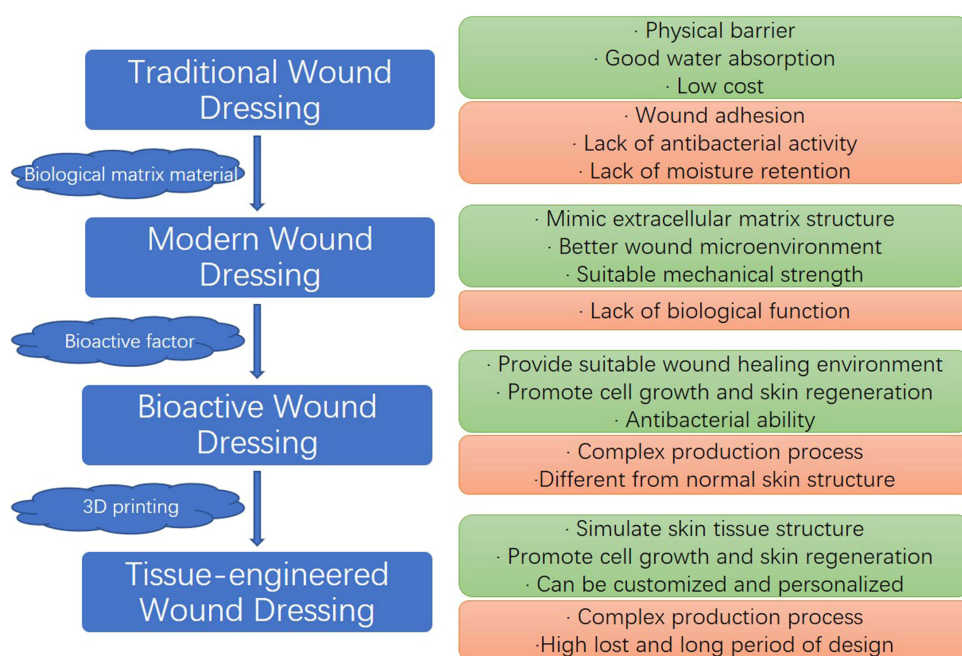 Traditional Wound
Dressing
· Physical barrier
· Good water absorption
· Low cost
· Wound adhesion
· Lack of antibacterial activity
· Lack of moisture retention
Biological matrix material
Modern Wound
Dressing
· Mimic extracellular matrix structure
· Better wound microenvironment
· Suitable mechanical strength
· Lack of biological function
Bioactive factor
Bioactive Wound
Dressing
· Provide suitable wound healing environment
· Promote cell growth and skin regeneration
· Antibacterial ability
· Complex production process
·Different from normal skin structure
3D printing
Tissue-engineered
Wound Dressing
· Simulate skin tissue structure
· Promote cell growth and skin regeneration
· Can be customized and personalized
· Complex production process
·High lost and long period of design